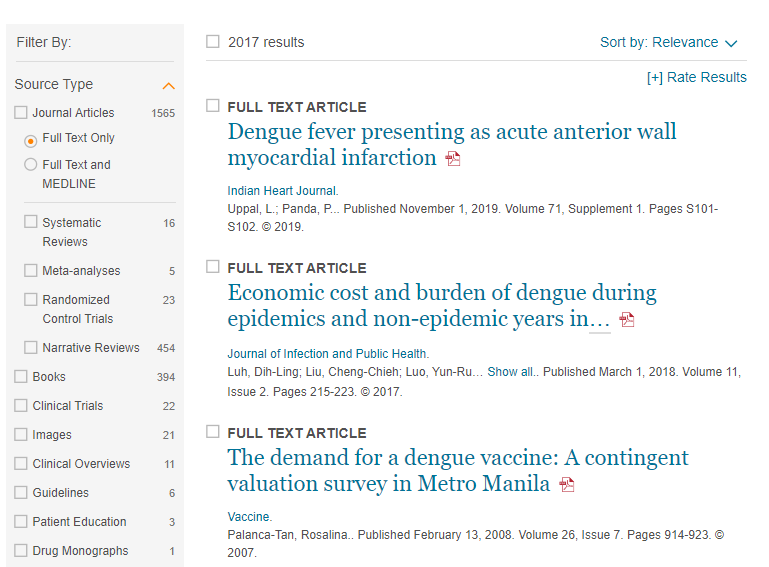 Filter By:
Source Type
Journal Articles 1565
Full Text Only
Full Text and
MEDLINE
Systematic 16
Reviews
Meta-analyses 5
Randomized 23
Control Trials
Narrative Reviews 454
Books 394
Clinical Trials 22
Images 21
Clinical Overviews 11
Guidelines 6
Patient Education 3
Drug Monographs 1
2017 results
Sort by: Relevance
[+] Rate Results
FULL TEXT ARTICLE
Dengue fever presenting as acute anterior wall
myocardial infarction
Indian Heart Journal.
Uppal, L.; Panda, P... Published November 1, 2019. Volume 71, Supplement 1. Pages S101-
S102. © 2019.
FULL TEXT ARTICLE
Economic cost and burden of dengue during
epidemics and non-epidemic years in...
Journal of Infection and Public Health.
Luh, Dih-Ling; Liu, Cheng-Chieh; Luo, Yun-Ru... Show all.. Published March 1, 2018. Volume 11,
Issue 2. Pages 215-223. © 2017.
FULL TEXT ARTICLE
The demand for a dengue vaccine: A contingent
valuation survey in Metro Manila
Vaccine.
Palanca-Tan, Rosalina.. Published February 13, 2008. Volume 26, Issue 7. Pages 914-923. ©
2007.